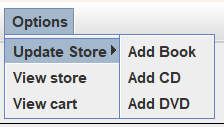 Options
Update Store
View store
View cart
Add Book
Add CD
Add DVD